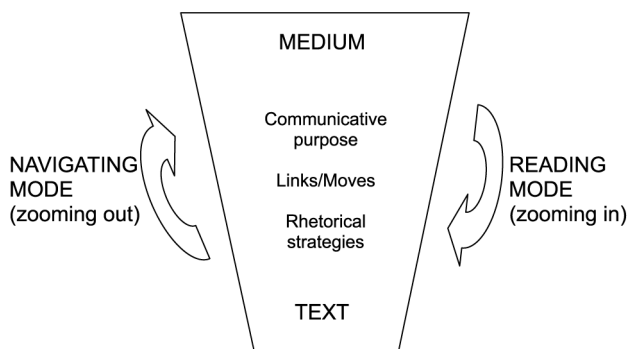 MEDIUM
Communicative
purpose
Links/Moves
Rhetorical
strategies
TEXT
NAVIGATING
MODE
(zooming out)
READING
MODE
(zooming in)